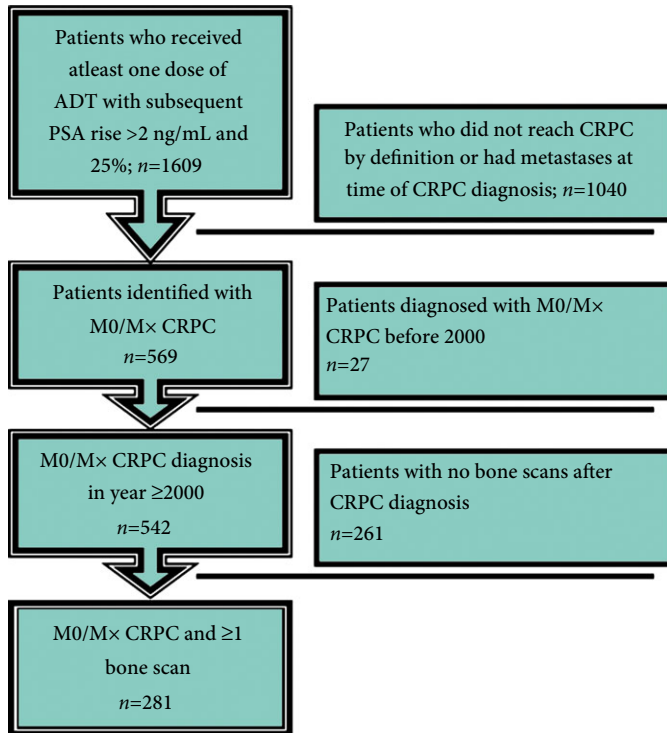 Patients who received
atleast one dose of
ADT with subsequent
PSA rise >2 ng/mL and
25%; n=1609
Patients who did not reach CRPC
by definition or had metastases at
time of CRPC diagnosis; n=1040
Patients identified with
M0/M× CRPC
n=569
Patients diagnosed with M0/M×
CRPC before 2000
n=27
M0/M× CRPC diagnosis
in year ≥2000
n=542
Patients with no bone scans after
CRPC diagnosis
n=261
M0/M× CRPC and ≥1
bone scan
n=281